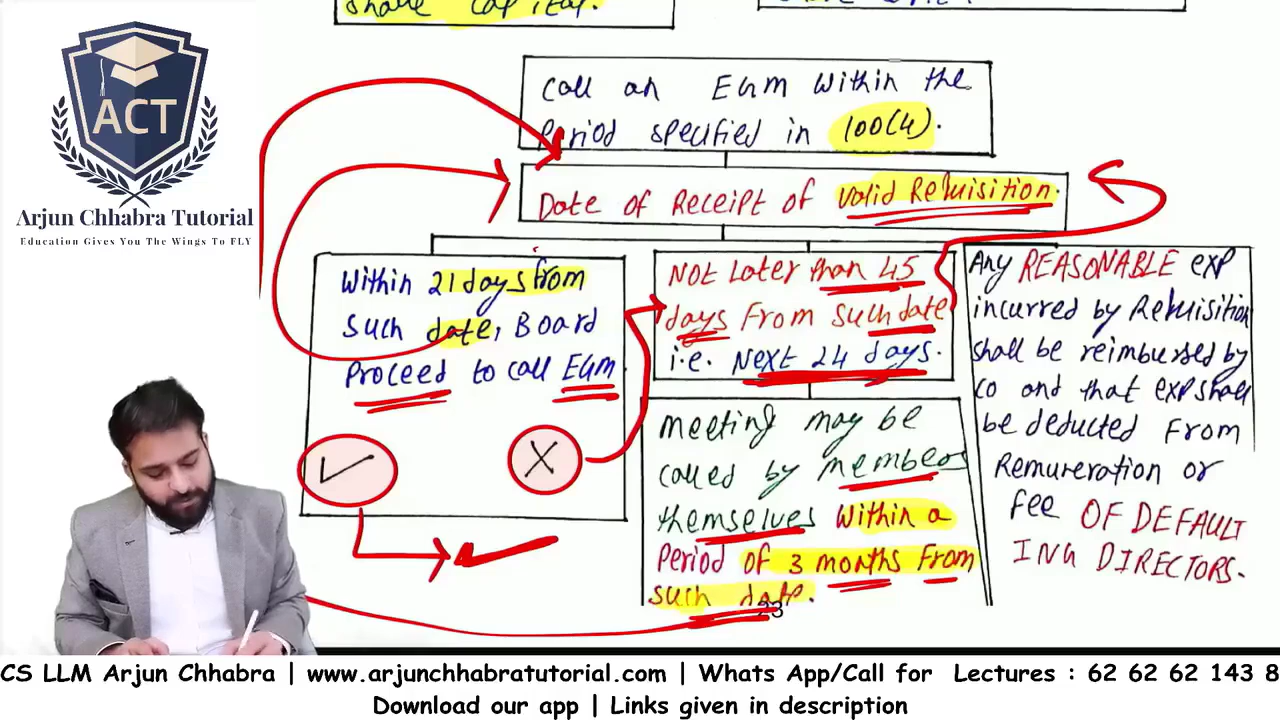 share capital.
ACT
Arjun Chhabra Tutorial
Education Gives You The Wings To FLY
Call an EGM Within the
Period specified in 100(4).
Date of Receipt of valid Requisition.
Within 21 days from
Such date, Board
Proceed to call EGM
NOT Later than 45
days From such date
i.e. Next 24 days.
meeting may be
called by members
themselves Within a
Period of 3 months From
such date.
23
Any REASONABLE exp
incurred by Requisition
shall be reimbursed by
co and that exp shall
be deducted From
Remuneration or
Fee OF DEFAULT
ING DIRECTORS.
CS LLM Arjun Chhabra | www.arjunchhabratutorial.com | Whats App/Call for Lectures : 62 62 62 143 8
Download our app | Links given in description